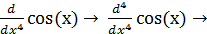 d/dx⁴ cos(x) → d⁴/dx⁴ cos(x) →